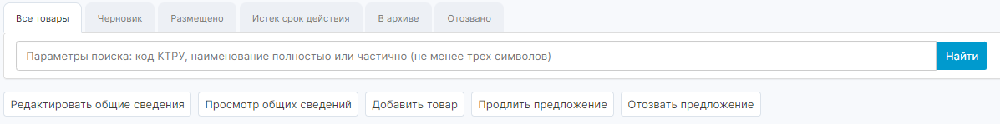 Все товары Черновик Размещено Истек срок действия В архиве Отозвано
Параметры поиска: код КТРУ, наименование полностью или частично (не менее трех символов) Найти
Редактировать общие сведения Просмотр общих сведений Добавить товар Продлить предложение Отозвать предложение